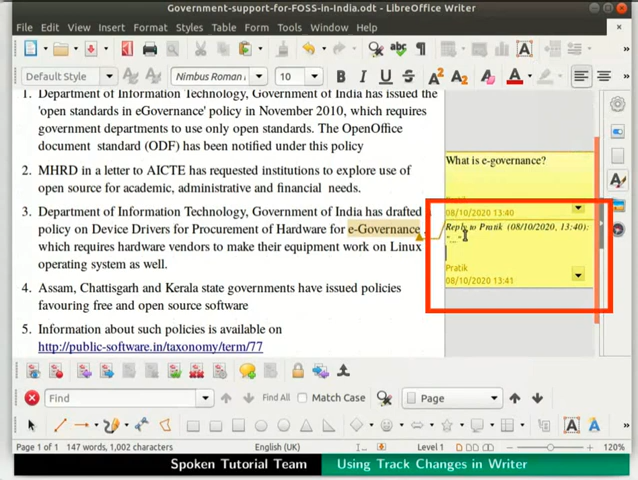 Government-support-for-FOSS-in-India.odt - LibreOffice Writer
File Edit View Insert Format Styles Table Form Tools Window Help
Default Style Nimbus Roman 10
1. Department of Information Technology, Government of India has issued the
'open standards in eGovernance' policy in November 2010, which requires
government departments to use only open standards. The OpenOffice
document standard (ODF) has been notified under this policy
2. MHRD in a letter to AICTE has requested institutions to explore use of
open source for academic, administrative and financial needs.
3. Department of Information Technology, Government of India has drafted
policy on Device Drivers for Procurement of Hardware for e-Governance ,
which requires hardware vendors to make their equipment work on Linux
operating system as well.
4. Assam, Chattisgarh and Kerala state governments have issued policies
favouring free and open source software
5. Information about such policies is available on
http://public-software.in/taxonomy/term/77
What is e-governance?
08/10/2020 13:40
Reply to Pratik (08/10/2020, 13:40):
"..."
Pratik
08/10/2020 13:41
Find Find All Match Case Page
Page 1 of 1 147 words, 1,002 characters English (UK) Level 1 120%
Spoken Tutorial Team Using Track Changes in Writer